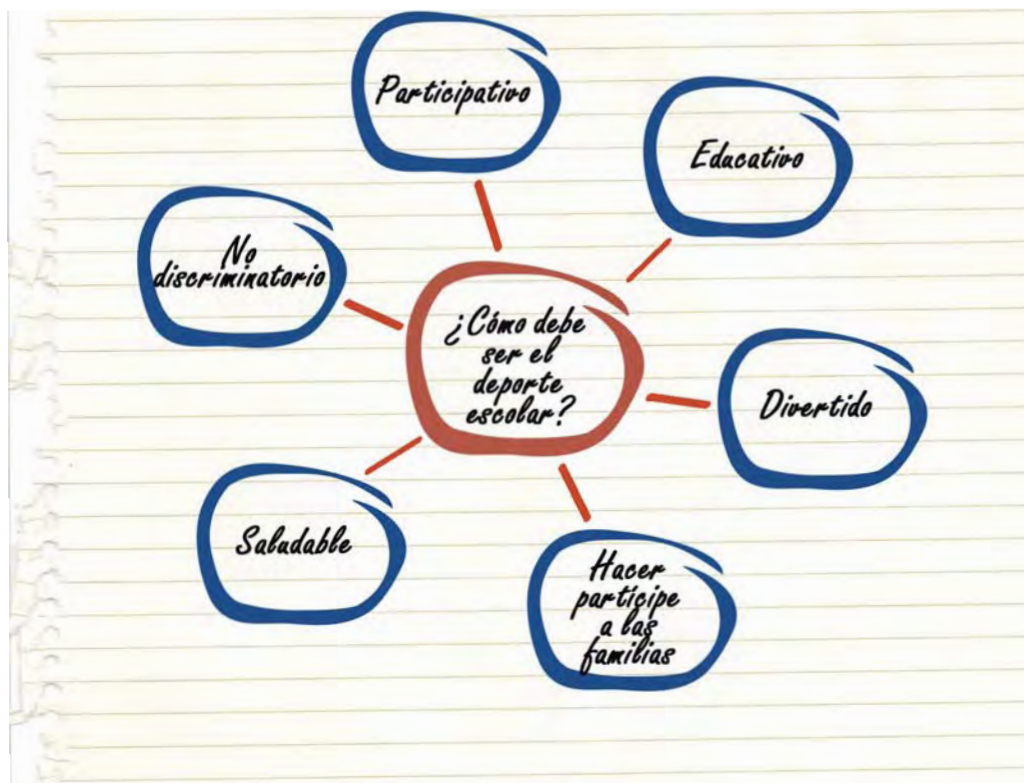 Participativo
Educativo
No
discriminatorio
¿Cómo debe
ser el
deporte
escolar?
Divertido
Saludable
Hacer
partícipe
a las
familias